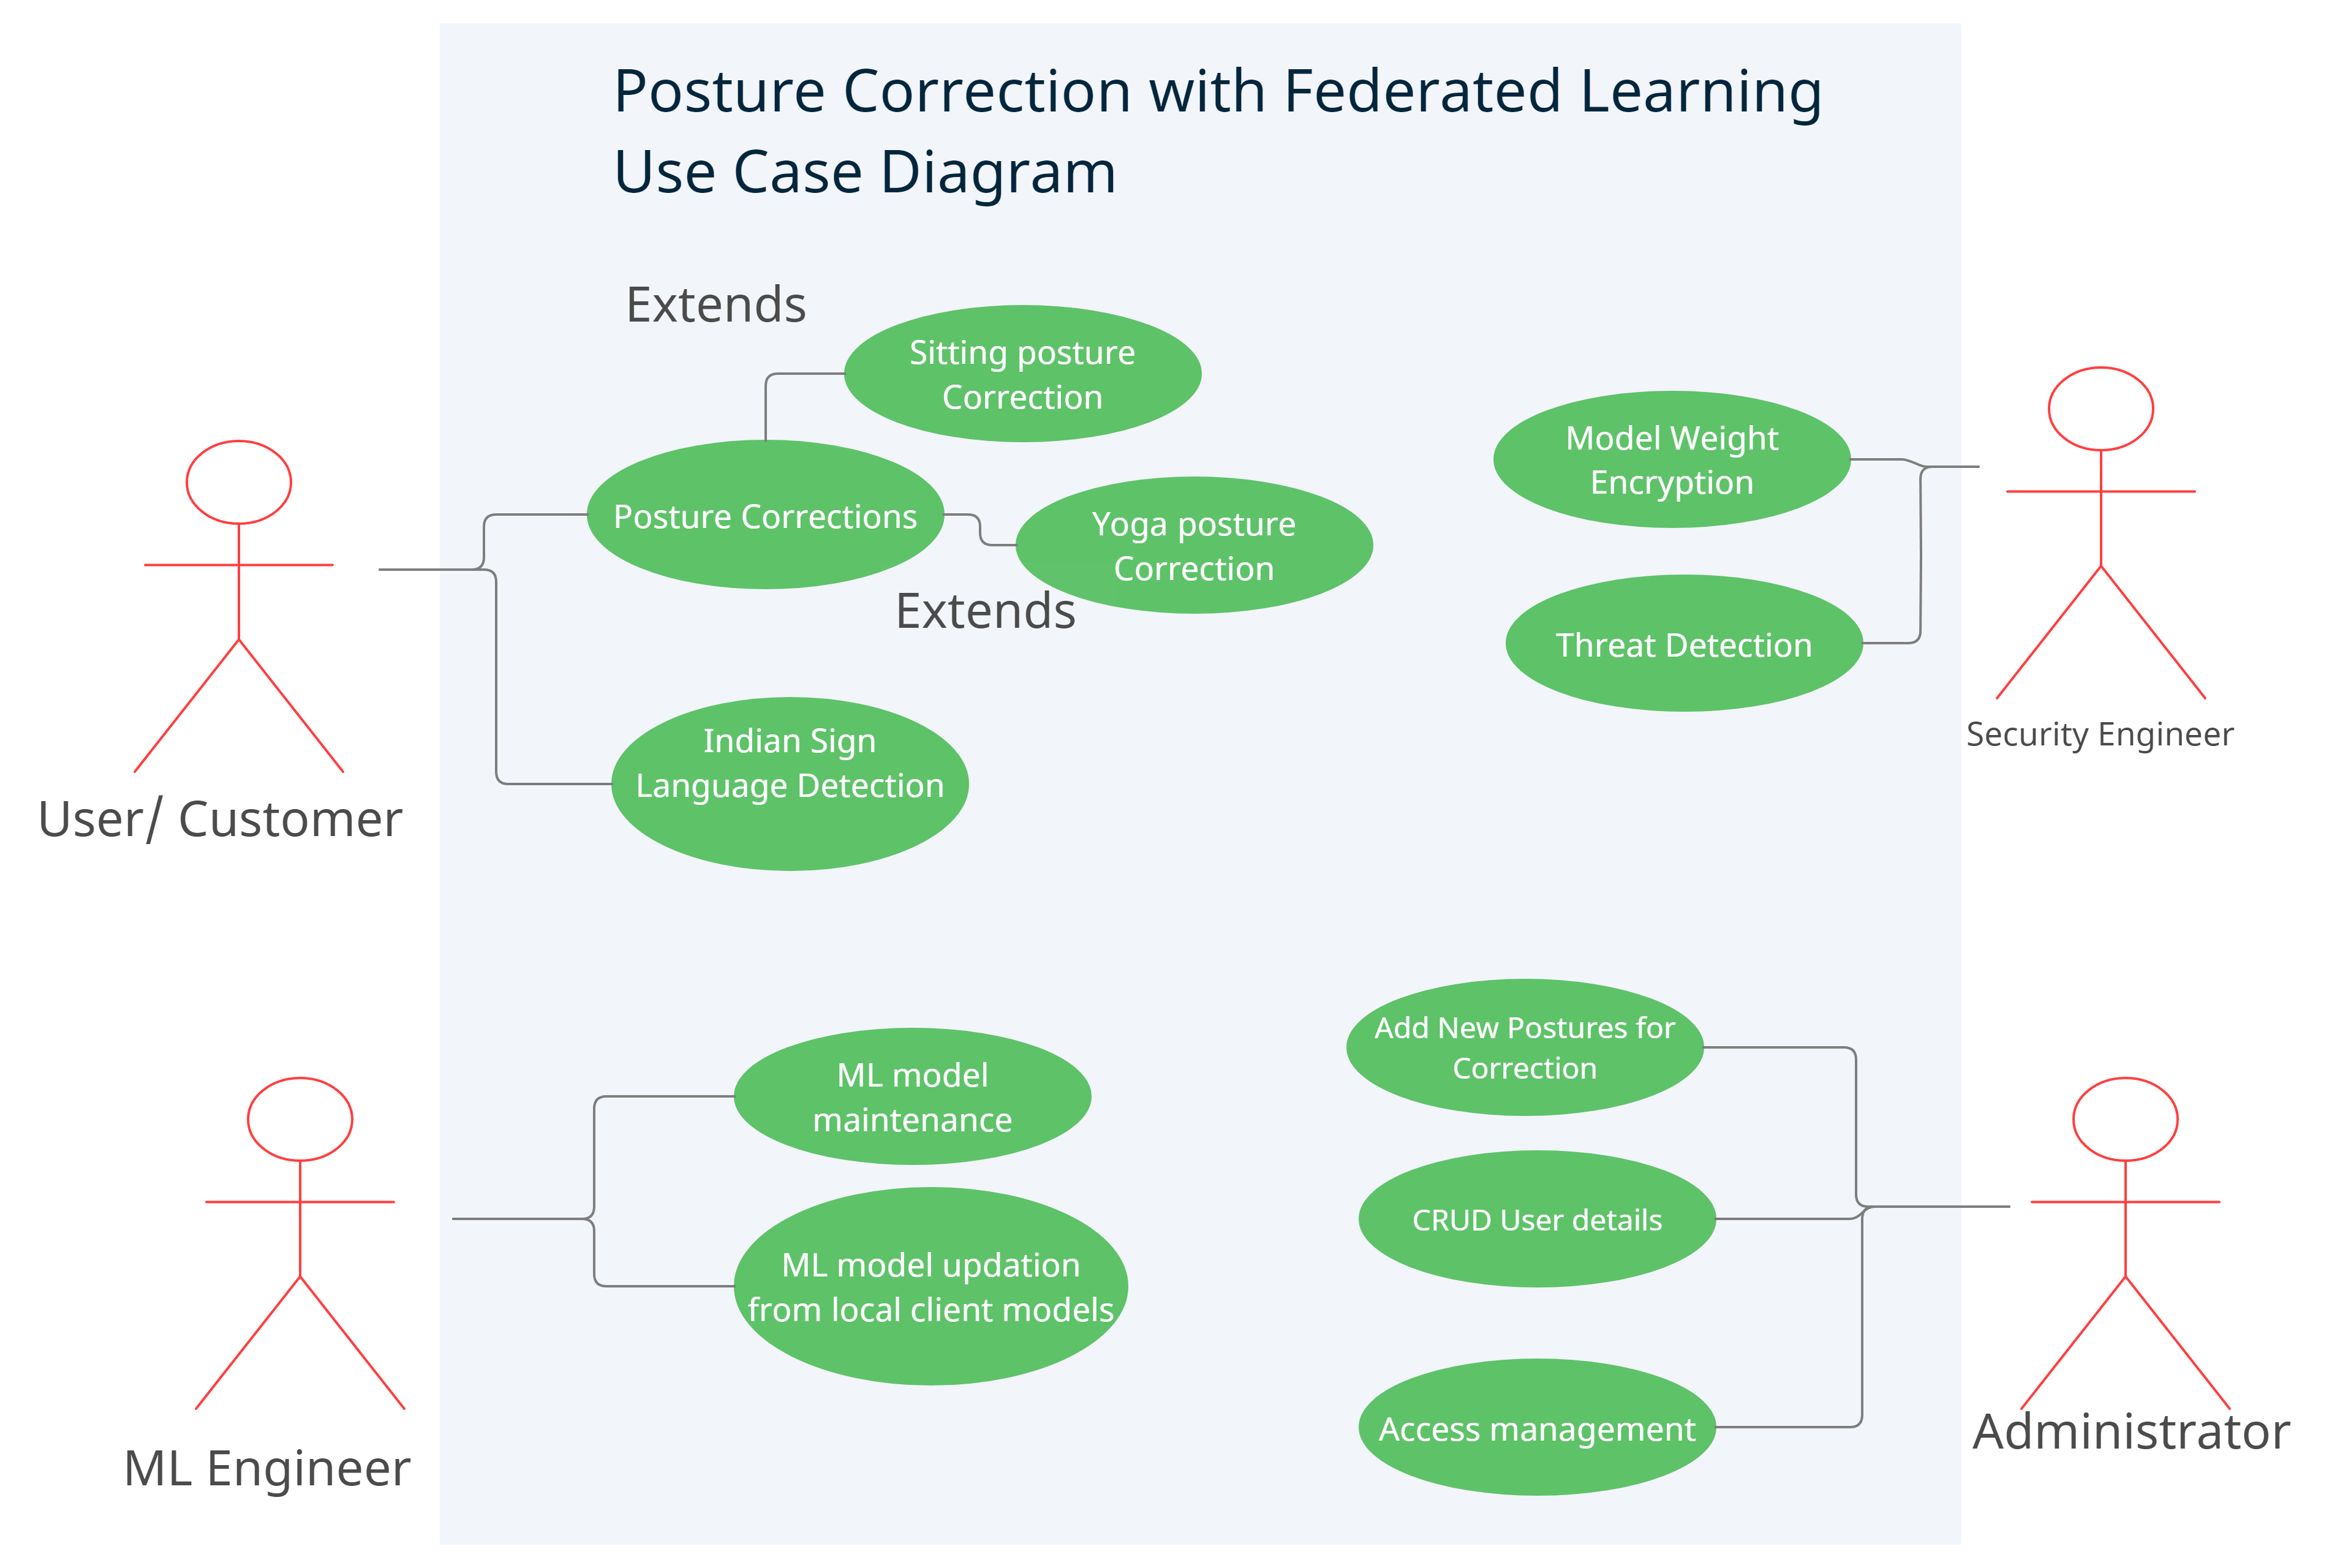 Posture Correction with Federated Learning
Use Case Diagram
Extends
Sitting posture
Correction
Posture Corrections
Yoga posture
Correction
Extends
Indian Sign
Language Detection
User/ Customer
Model Weight
Encryption
Threat Detection
Security Engineer
ML model
maintenance
ML model updation
from local client models
ML Engineer
Add New Postures for
Correction
CRUD User details
Access management
Administrator